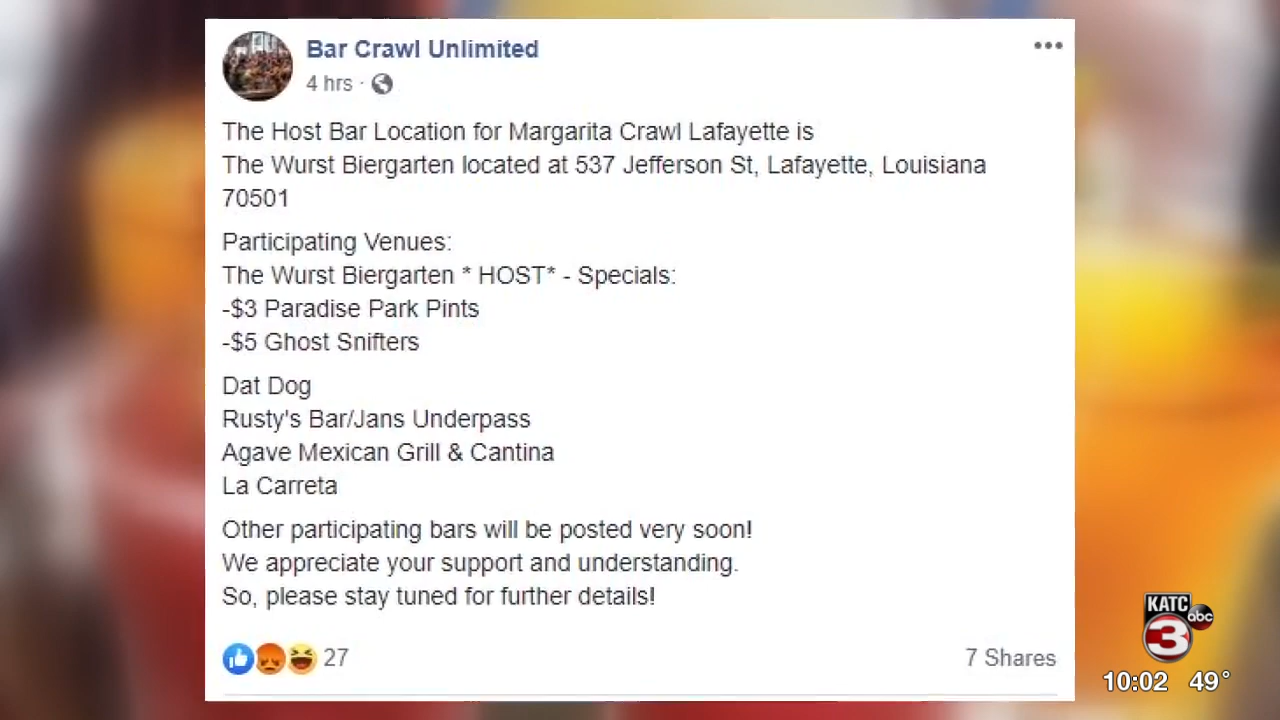 Bar Crawl Unlimited
4 hrs ·
The Host Bar Location for Margarita Crawl Lafayette is
The Wurst Biergarten located at 537 Jefferson St, Lafayette, Louisiana
70501
Participating Venues:
The Wurst Biergarten * HOST* - Specials:
-$3 Paradise Park Pints
-$5 Ghost Snifters
Dat Dog
Rusty's Bar/Jans Underpass
Agave Mexican Grill & Cantina
La Carreta
Other participating bars will be posted very soon!
We appreciate your support and understanding.
So, please stay tuned for further details!
27
7 Shares
KATC
abc
3
10:02 49°